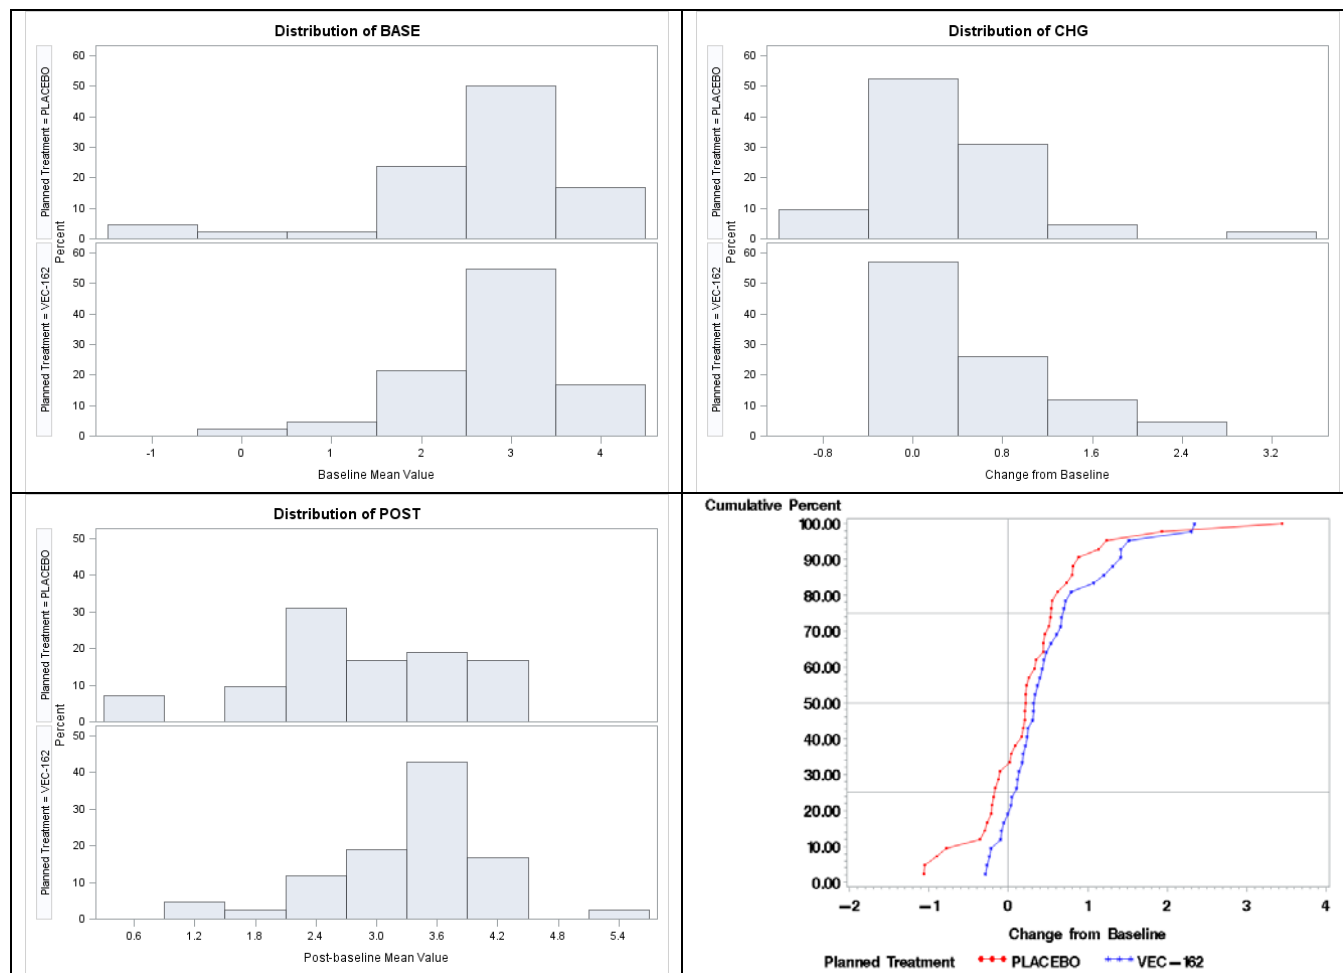 Distribution of BASE
Planned Treatment = PLACEBO
60
50
40
30
20
10
0
Percent
Planned Treatment = VEC-162
60
50
40
30
20
10
0
-1 0 1 2 3 4
Baseline Mean Value
Distribution of CHG
Planned Treatment = PLACEBO
60
50
40
30
20
10
0
Percent
Planned Treatment = VEC-162
60
50
40
30
20
10
0
-0.8 0.0 0.8 1.6 2.4 3.2
Change from Baseline
Distribution of POST
Planned Treatment = PLACEBO
50
40
30
20
10
0
Percent
Planned Treatment = VEC-162
50
40
30
20
10
0
0.6 1.2 1.8 2.4 3.0 3.6 4.2 4.8 5.4
Post-baseline Mean Value
Cumulative Percent
100.00
90.00
80.00
70.00
60.00
50.00
40.00
30.00
20.00
10.00
0.00
−2 −1 0 1 2 3 4
Change from Baseline
Planned Treatment PLACEBO VEC−162